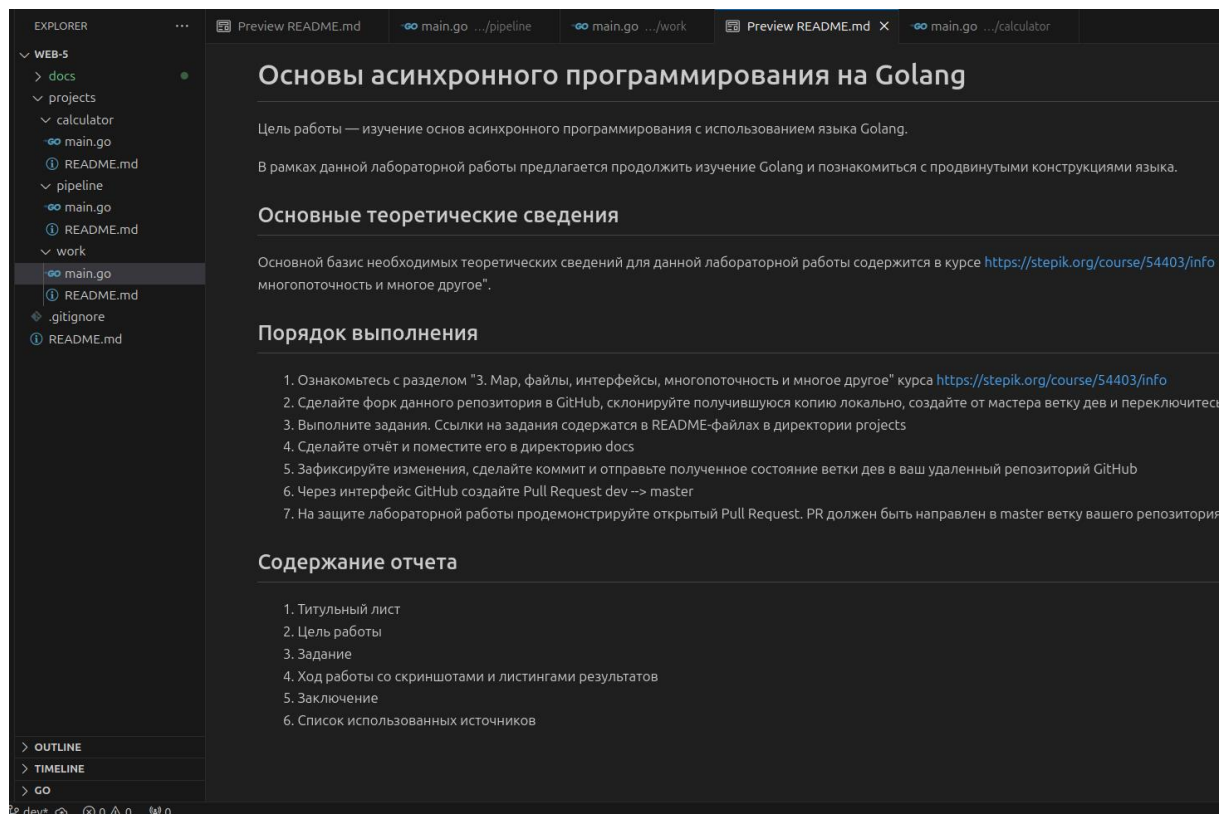 EXPLORER ...
Preview README.md
main.go .../pipeline
main.go .../work
Preview README.md
main.go .../calculator
WEB-5
docs
projects
calculator
main.go
README.md
pipeline
main.go
README.md
work
main.go
README.md
.gitignore
README.md
OUTLINE
TIMELINE
GO
Основы асинхронного программирования на Golang
Цель работы — изучение основ асинхронного программирования с использованием языка Golang.
В рамках данной лабораторной работы предлагается продолжить изучение Golang и познакомиться с продвинутыми конструкциями языка.
Основные теоретические сведения
Основной базис необходимых теоретических сведений для данной лабораторной работы содержится в курсе https://stepik.org/course/54403/info
многопоточность и многое другое".
Порядок выполнения
1. Ознакомьтесь с разделом "3. Мар, файлы, интерфейсы, многопоточность и многое другое" курса https://stepik.org/course/54403/info
2. Сделайте форк данного репозитория в GitHub, склонируйте получившуюся копию локально, создайте от мастера ветку дев и переключитесь
3. Выполните задания. Ссылки на задания содержатся в README-файлах в директории projects
4. Сделайте отчёт и поместите его в директорию docs
5. Зафиксируйте изменения, сделайте коммит и отправьте полученное состояние ветки дев в ваш удаленный репозиторий GitHub
6. Через интерфейс GitHub создайте Pull Request dev --> master
7. На защите лабораторной работы продемонстрируйте открытый Pull Request. PR должен быть направлен в master ветку вашего репозитория
Содержание отчета
1. Титульный лист
2. Цель работы
3. Задание
4. Ход работы со скриншотами и листингами результатов
5. Заключение
6. Список использованных источников
dev* 0 0 0